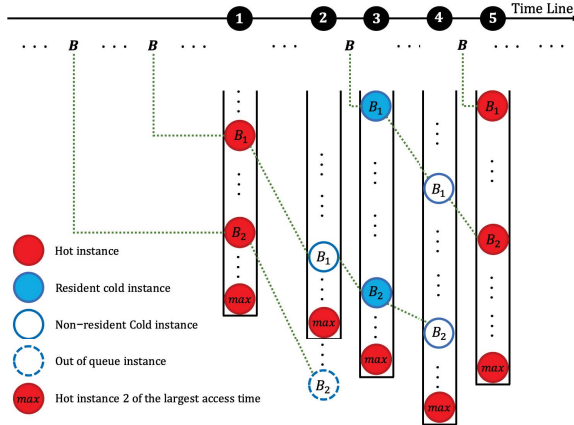 Time Line
1 2 3 4 5
· · · B · · · B · · · · · · B · · · B · · ·
B₁
B₁
B₁
B₁
B₂
B₂
B₁
B₂
B₂
B₂
max
max
max
max
max
Hot instance
Resident cold instance
Non−resident Cold instance
Out of queue instance
max Hot instance 2 of the largest access time